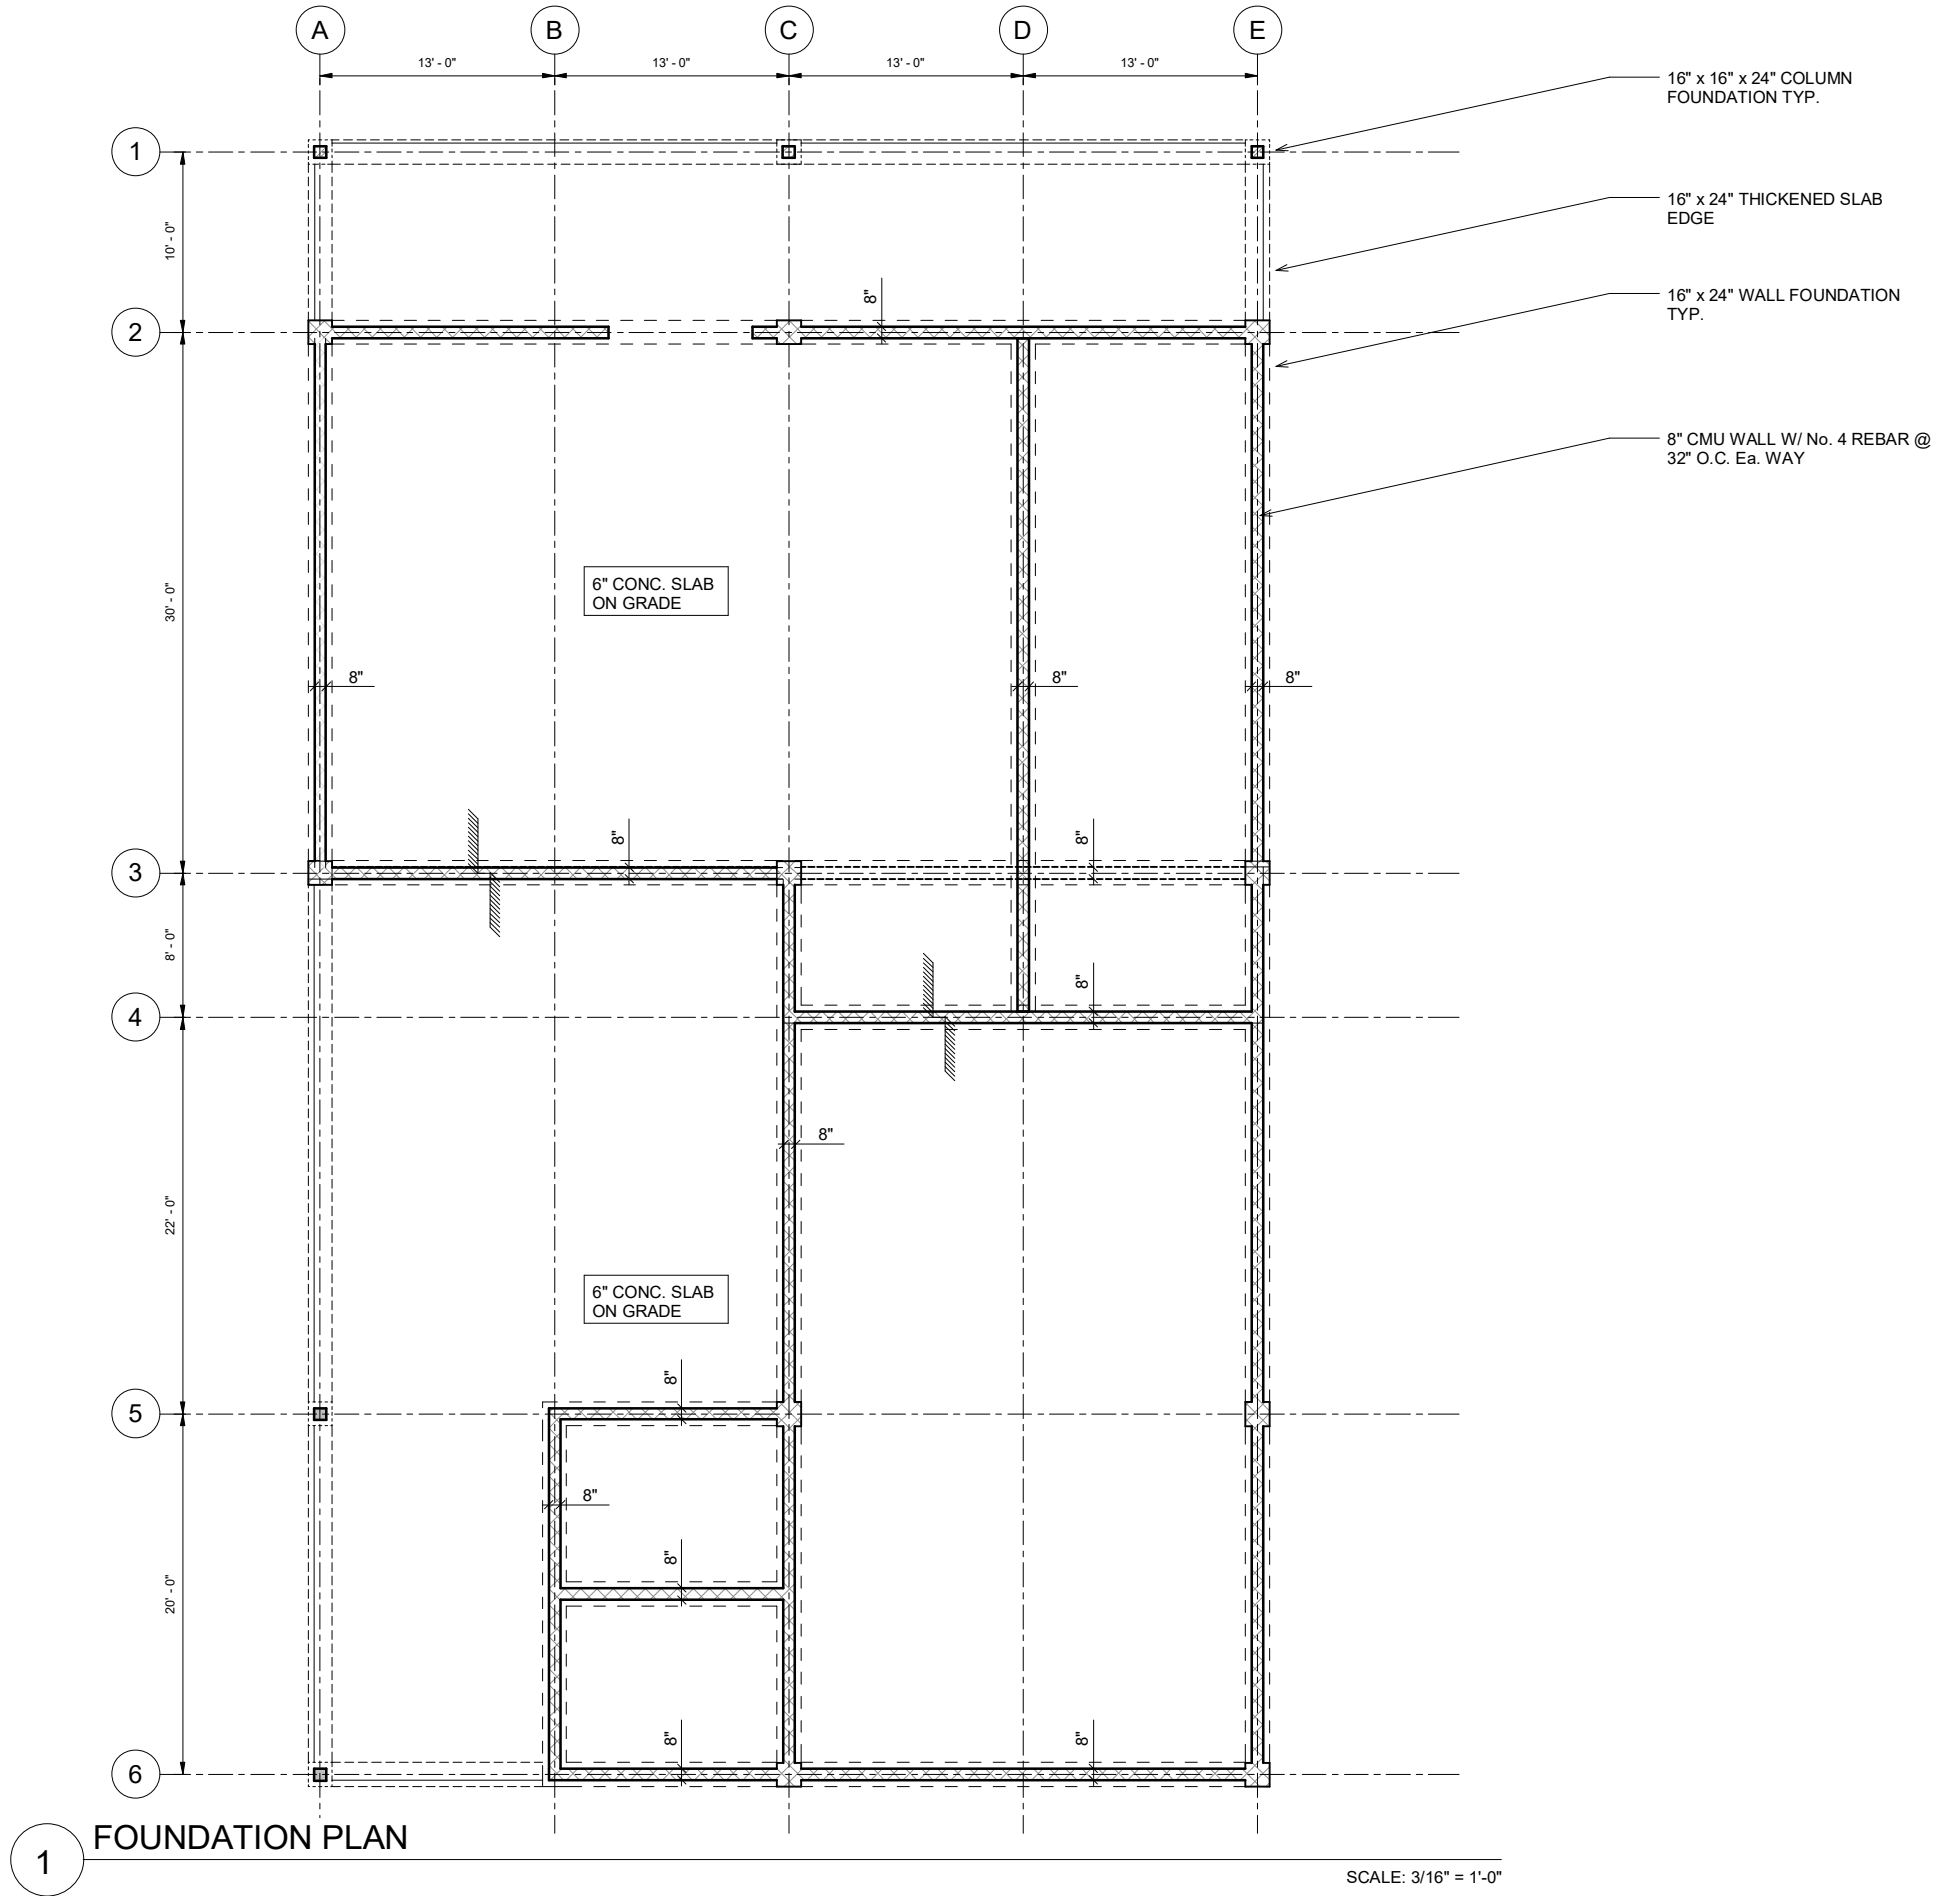 A B C D E
13' - 0" 13' - 0" 13' - 0" 13' - 0"
16" x 16" x 24" COLUMN
FOUNDATION TYP.
1
16" x 24" THICKENED SLAB
EDGE
10' - 0"
16" x 24" WALL FOUNDATION
TYP.
8"
2
8" CMU WALL W/ No. 4 REBAR @
32" O.C. Ea. WAY
6" CONC. SLAB
ON GRADE
30' - 0"
8" 8" 8"
8" 8"
3
8' - 0"
8"
4
8"
22' - 0"
6" CONC. SLAB
ON GRADE
8"
5
8"
8"
20' - 0"
8" 8"
6
1 FOUNDATION PLAN
SCALE: 3/16" = 1'-0"